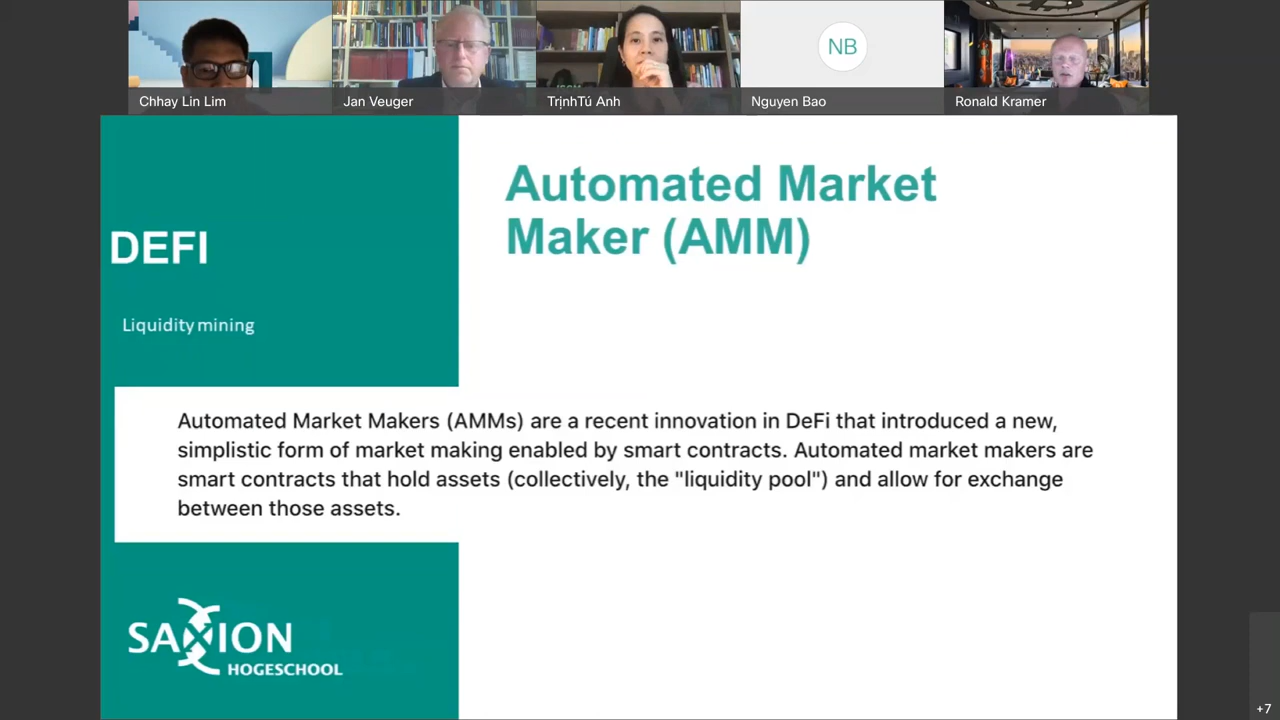 Chhay Lin Lim
Jan Veuger
TrịnhTú Anh
NB
Nguyen Bao
Ronald Kramer
DEFI
Liquidity mining
Automated Market
Maker (AMM)
Automated Market Makers (AMMs) are a recent innovation in DeFi that introduced a new,
simplistic form of market making enabled by smart contracts. Automated market makers are
smart contracts that hold assets (collectively, the "liquidity pool") and allow for exchange
between those assets.
SAXION
HOGESCHOOL
+7